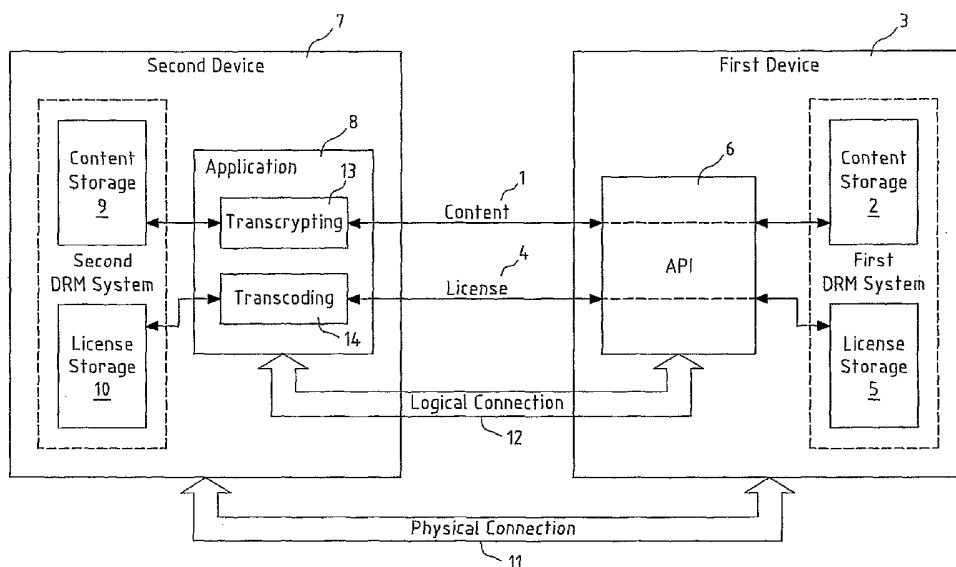 7
3
Second Device
First Device
8
6
Content
Storage
9
Application
13
Transcrypting
1
Content
Content
Storage
2
Second
DRM System
4
License
API
First
DRM System
Transcoding
14
License
Storage
10
License
Storage
5
Logical Connection
12
Physical Connection
11